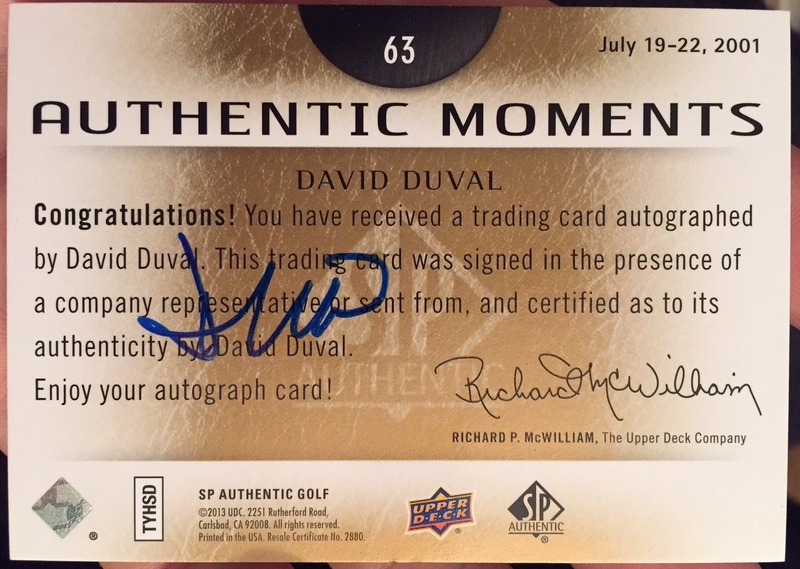 63
July 19-22, 2001
AUTHENTIC MOMENTS
DAVID DUVAL
Congratulations! You have received a trading card autographed
by David Duval. This trading card was signed in the presence of
a company representative or sent from, and certified as to its
authenticity by David Duval.
Enjoy your autograph card!
SP
AUTHENTIC
Richard McWilliam
RICHARD P. McWILLIAM, The Upper Deck Company
®
TYHSD
SP AUTHENTIC GOLF
©2013 UDC. 2251 Rutherford Road,
Carlsbad, CA 92008. All rights reserved.
Printed in the USA. Resale Certificate No. 2880.
UPPER
D·E·C·K
SP
AUTHENTIC
®